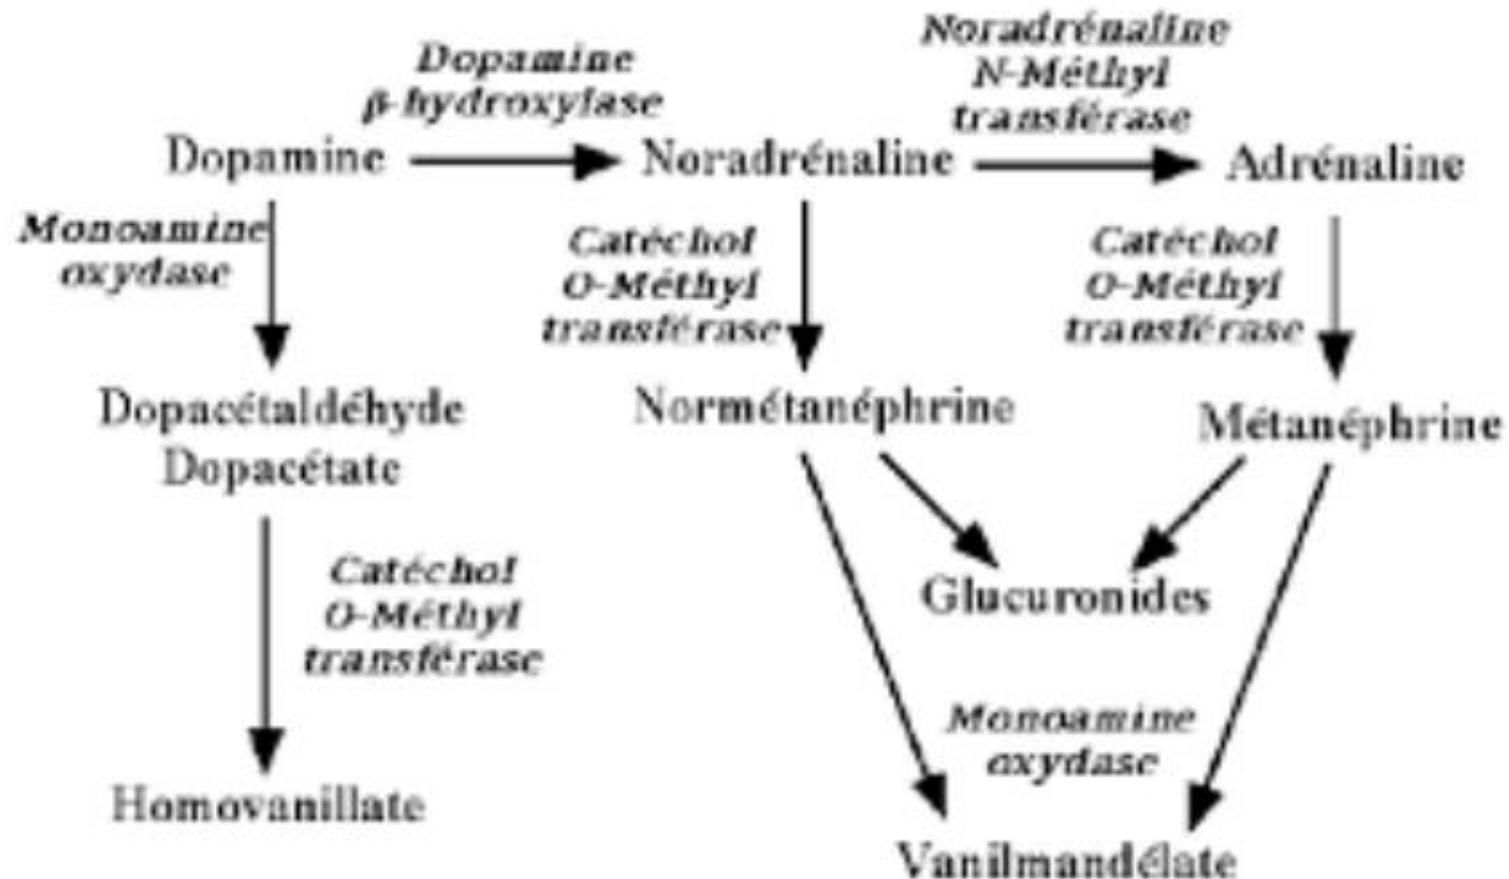 Dopamine
β-hydroxylase
Noradrénaline
N-Méthyl
transférase
Dopamine
Noradrénaline
Adrénaline
Monoamine
oxydase
Catéchol
O-Méthyl
transférase
Catéchol
O-Méthyl
transférase
Dopacétaldéhyde
Dopacétate
Normétanéphrine
Métanéphrine
Catéchol
O-Méthyl
transférase
Glucuronides
Monoamine
oxydase
Homovanillate
Vanilmandélate